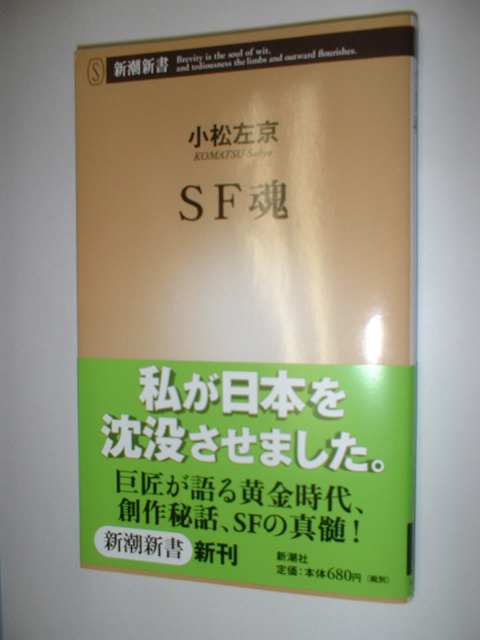 S
新潮新書
Brevity is the soul of wit,
and tediousness the limbs and outward flourishes.
小松左京
KOMATSU Sakyo
SF魂
私が日本を
沈没させました。
巨匠が語る黄金時代、
創作秘話、SFの真髄!
新潮新書 新刊
新潮社
定価:本体680円(税別)